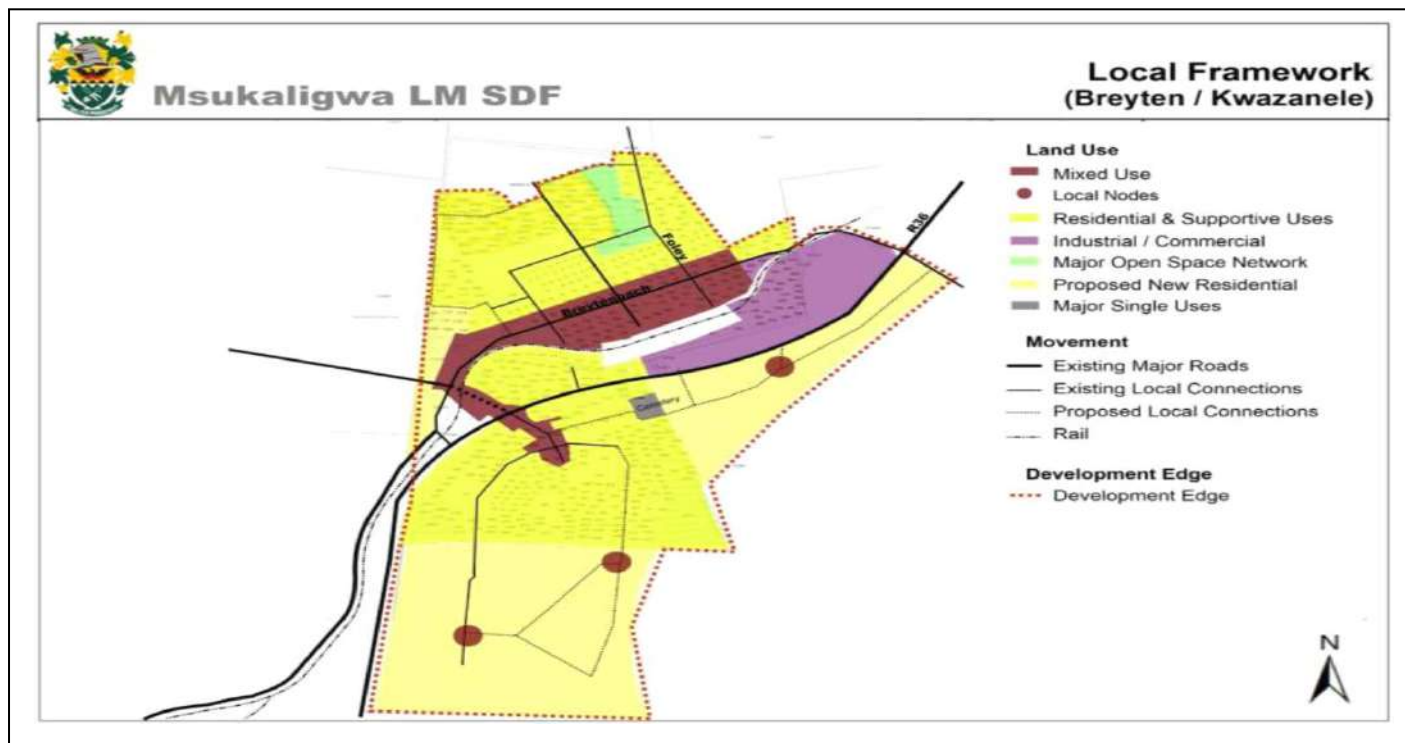 Msukaligwa LM SDF
Local Framework
(Breyten / Kwazanele)
Land Use
Mixed Use
Local Nodes
Residential & Supportive Uses
Industrial / Commercial
Major Open Space Network
Proposed New Residential
Major Single Uses
Movement
Existing Major Roads
Existing Local Connections
Proposed Local Connections
Rail
Development Edge
Development Edge
R36
Foley
Breytenbach
Cemetery
N